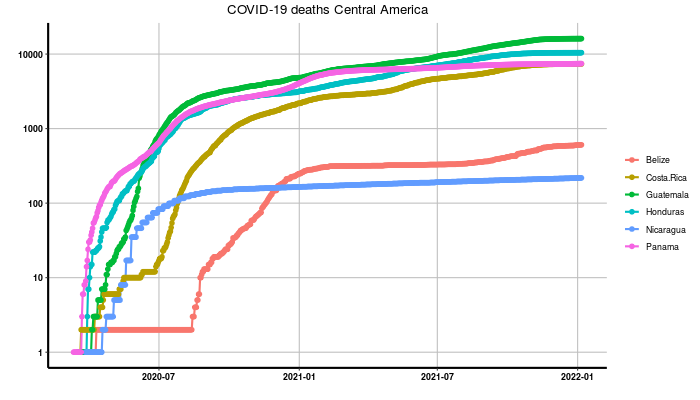 COVID-19 deaths Central America
10000
1000
100
10
1
2020-07
2021-01
2021-07
2022-01
Belize
Costa.Rica
Guatemala
Honduras
Nicaragua
Panama